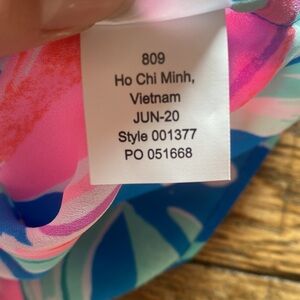 809
Ho Chi Minh,
Vietnam
JUN-20
Style 001377
PO 051668